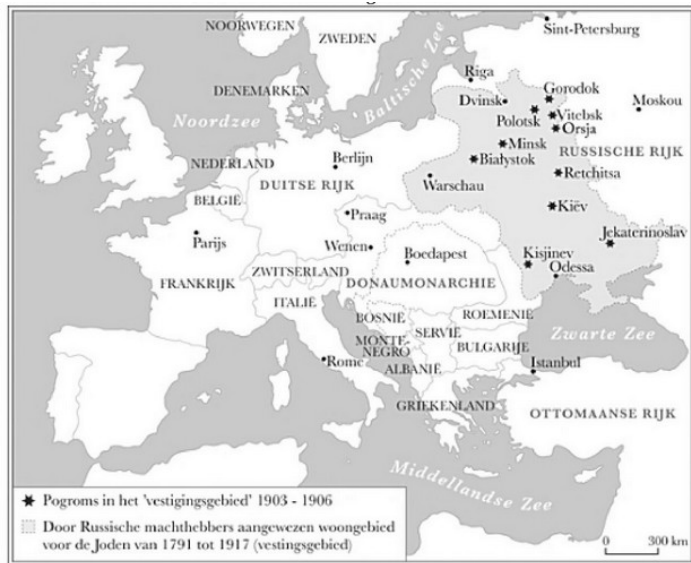 NOORWEGEN
ZWEDEN
Sint-Petersburg
Baltische Zee
Riga
DENEMARKEN
Dvinsk
Gorodok
Moskou
Noordzee
Polotsk
Vitebsk
Orsja
Minsk
RUSSISCHE RIJK
NEDERLAND
Berlijn
Białystok
Retchitsa
DUITSE RIJK
Warschau
BELGIË
Praag
Kiëv
Parijs
Wenen
Boedapest
Jekaterinoslav
Kisjinev
Odessa
ZWITSERLAND
DONAUMONARCHIE
FRANKRIJK
ITALIË
BOSNIË
ROEMENIË
SERVIË
Zwarte Zee
MONTE-
NEGRO
BULGARIJE
Rome
ALBANIË
Istanbul
GRIEKENLAND
OTTOMAANSE RIJK
Middellandse Zee
Pogroms in het 'vestigingsgebied' 1903 - 1906
Door Russische machthebbers aangewezen woongebied
voor de Joden van 1791 tot 1917 (vestingsgebied)
0 300 km